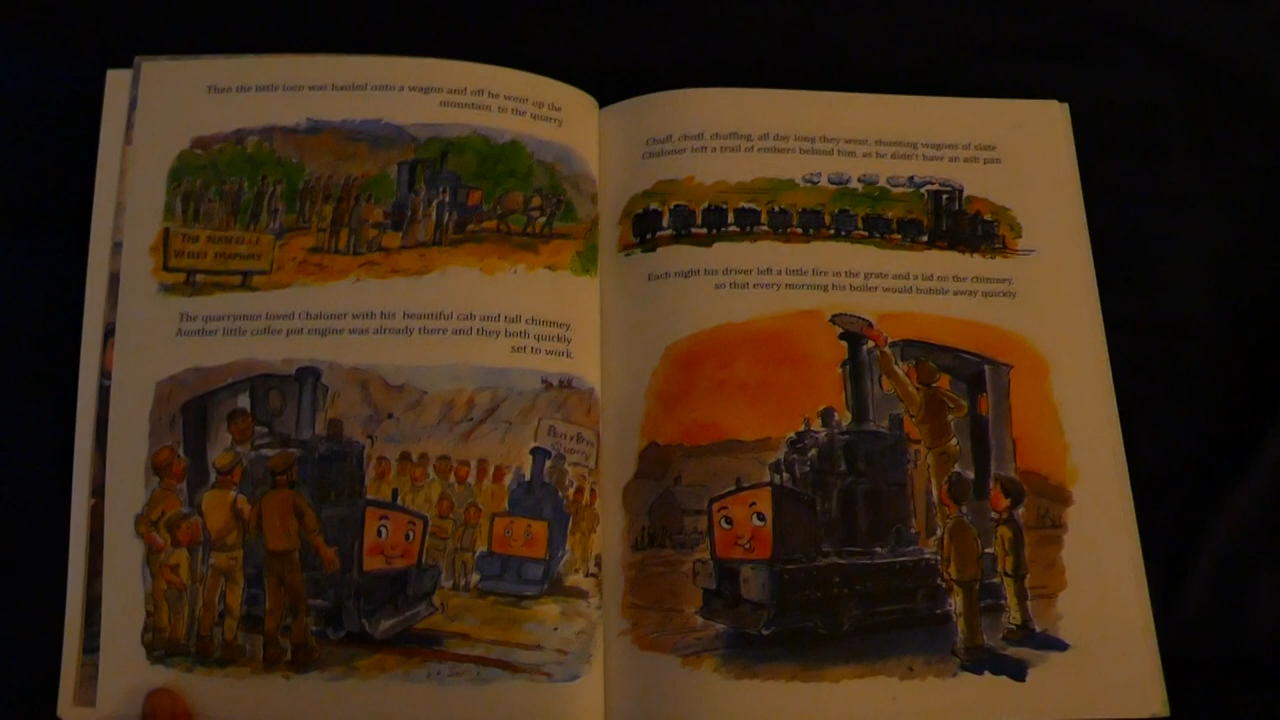 Then the little loco was hauled onto a wagon and off he went up the
mountain, to the quarry
THE NANTLLE
VALLEY TRAMWAY
The quarrymen loved Chaloner with his beautiful cab and tall chimney,
Another little coffee pot engine was already there and they both quickly
set to work.
Quarry
Chuff, chuff, chuffing, all day long they went, shunting wagons of slate
Chaloner left a trail of embers behind him, as he didn't have an ash pan
Each night his driver left a little fire in the grate and a lid on the chimney,
so that every morning his boiler would bubble away quickly